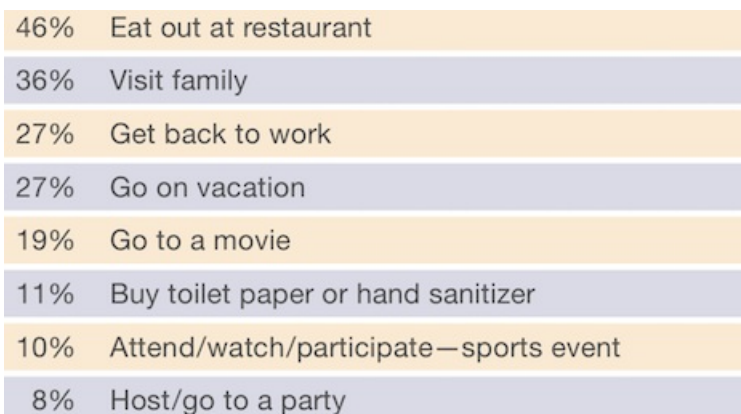 46% Eat out at restaurant
36% Visit family
27% Get back to work
27% Go on vacation
19% Go to a movie
11% Buy toilet paper or hand sanitizer
10% Attend/watch/participate—sports event
8% Host/go to a party